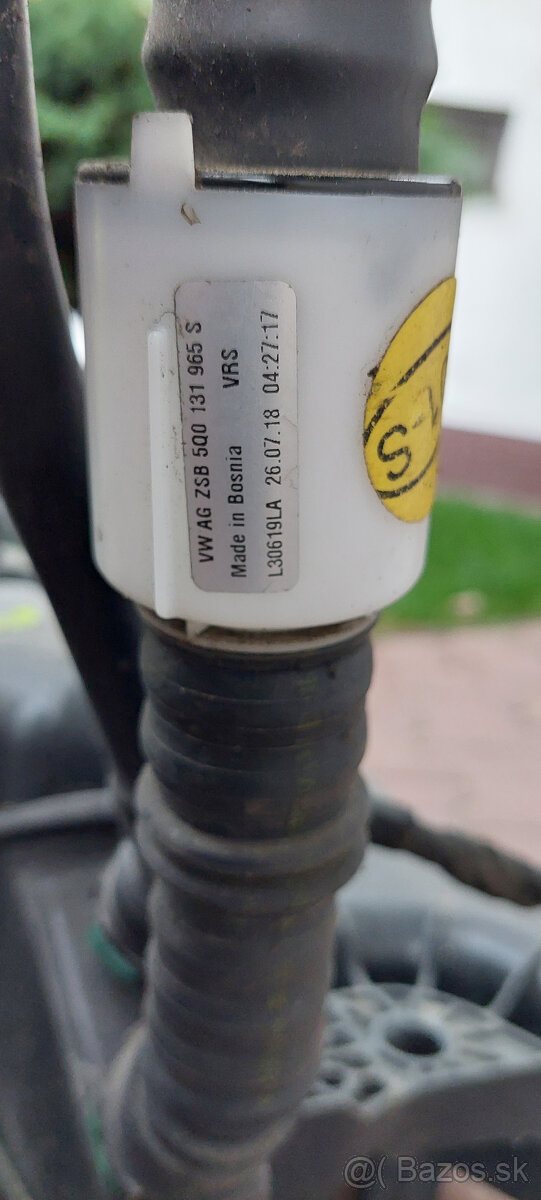 VW AG ZSB 5Q0 131 965 S
Made in Bosnia VRS
L30619LA 26.07.18 04:27:17
S-1
@ Bazos.sk